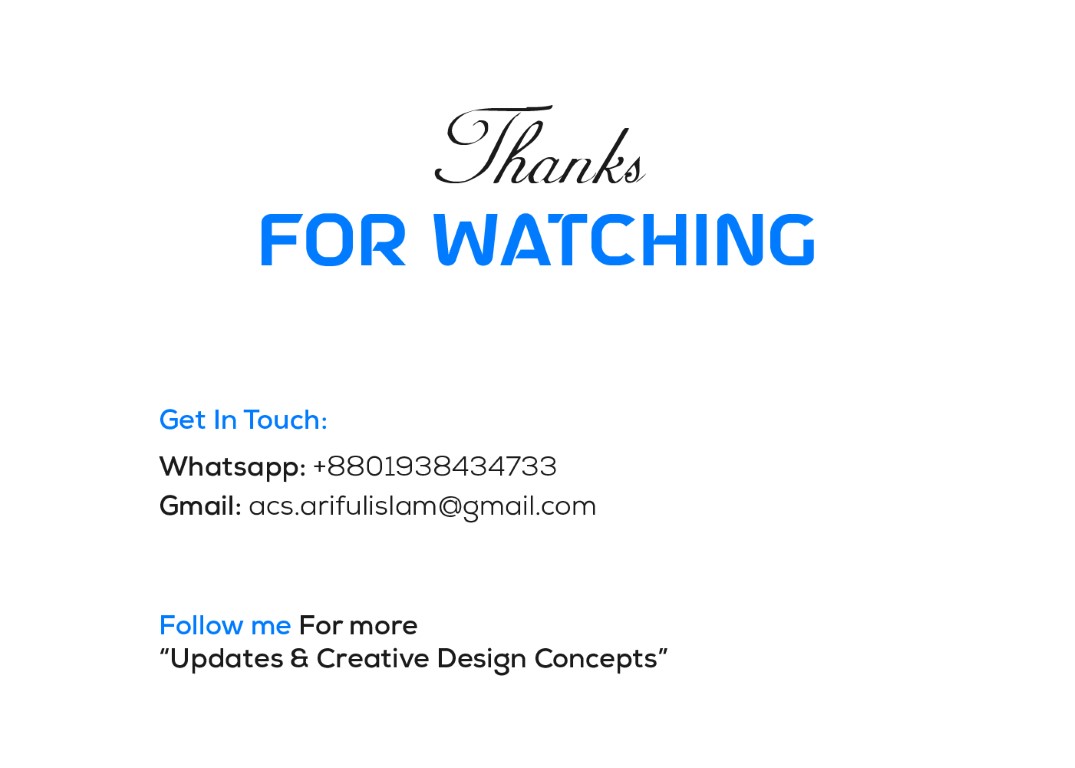 Thanks
FOR WATCHING
Get In Touch:
Whatsapp: +8801938434733
Gmail: acs.arifulislam@gmail.com
Follow me For more
“Updates & Creative Design Concepts”